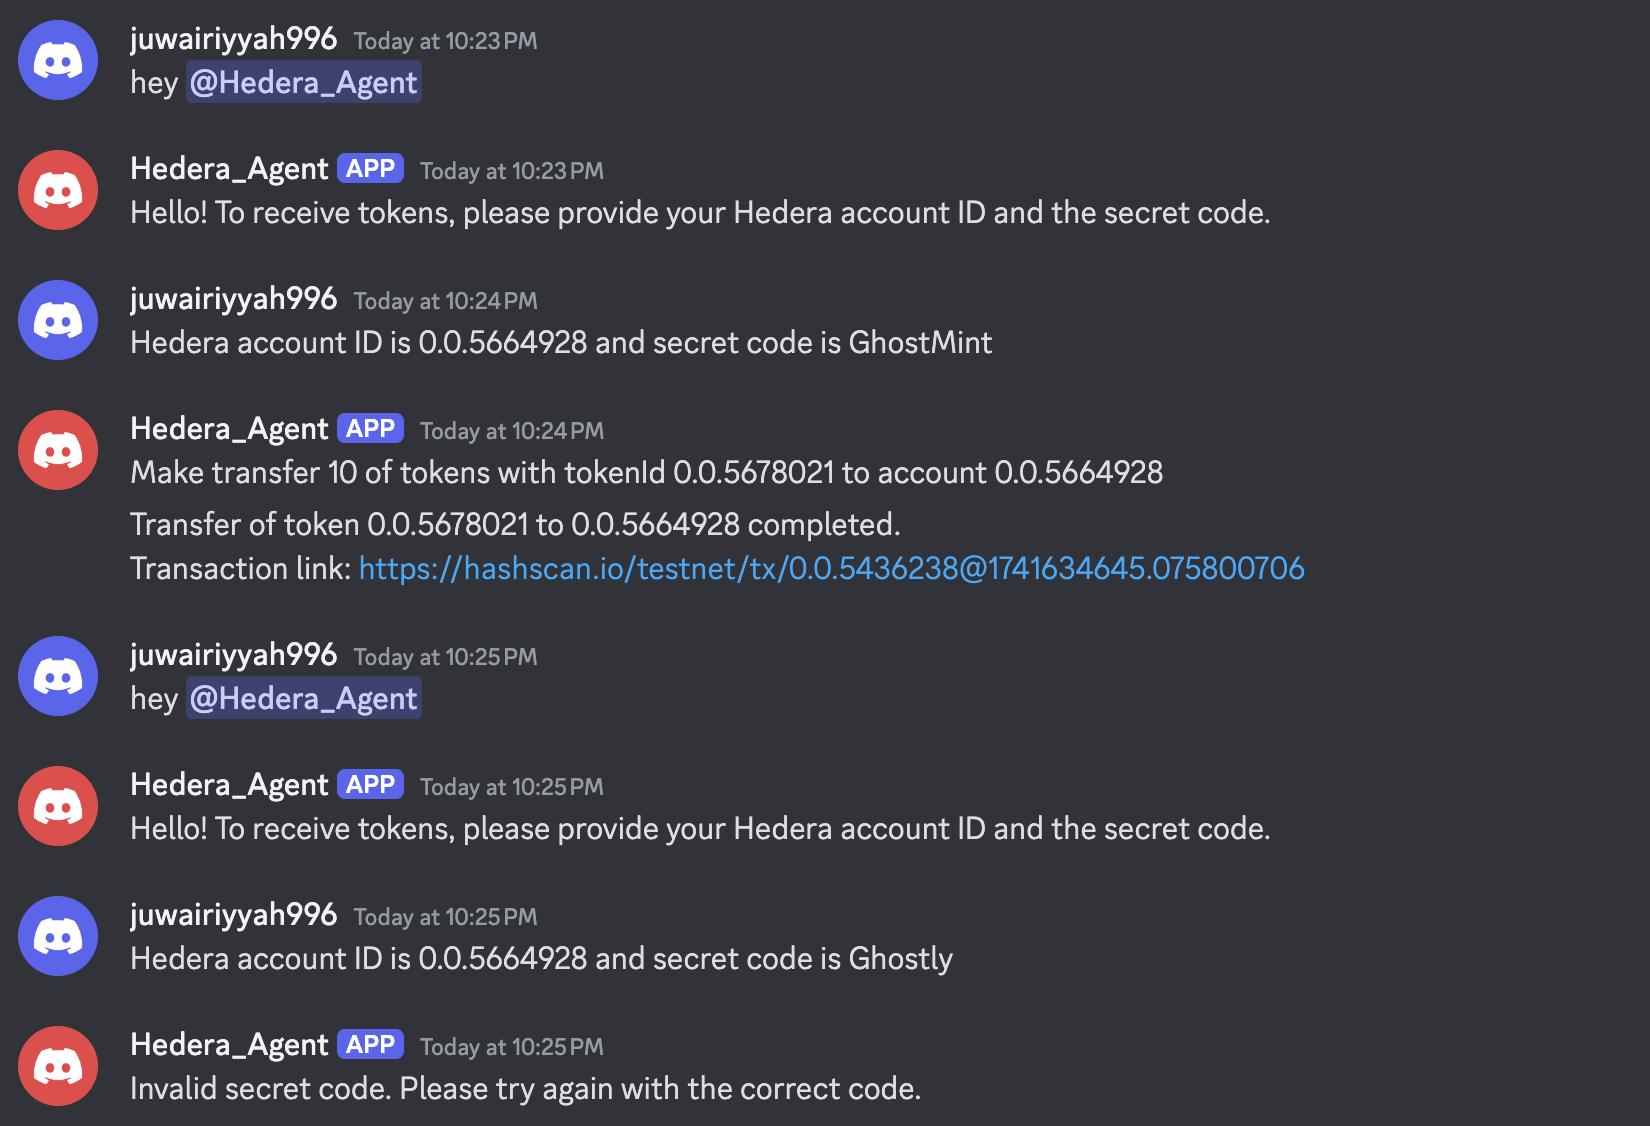 juwairiyyah996 Today at 10:23 PM
hey @Hedera_Agent
Hedera_Agent APP Today at 10:23 PM
Hello! To receive tokens, please provide your Hedera account ID and the secret code.
juwairiyyah996 Today at 10:24 PM
Hedera account ID is 0.0.5664928 and secret code is GhostMint
Hedera_Agent APP Today at 10:24 PM
Make transfer 10 of tokens with tokenId 0.0.5678021 to account 0.0.5664928
Transfer of token 0.0.5678021 to 0.0.5664928 completed.
Transaction link: https://hashscan.io/testnet/tx/0.0.5436238@1741634645.075800706
juwairiyyah996 Today at 10:25 PM
hey @Hedera_Agent
Hedera_Agent APP Today at 10:25 PM
Hello! To receive tokens, please provide your Hedera account ID and the secret code.
juwairiyyah996 Today at 10:25 PM
Hedera account ID is 0.0.5664928 and secret code is Ghostly
Hedera_Agent APP Today at 10:25 PM
Invalid secret code. Please try again with the correct code.